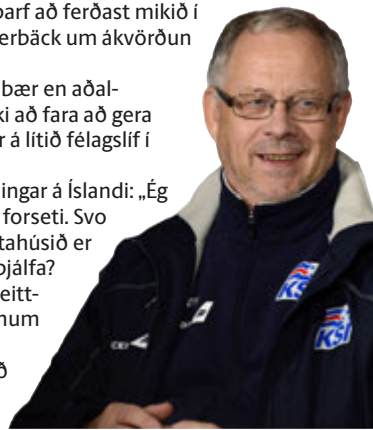 þarf að ferðast mikið í
erbäck um ákvörðun
bær en aðal-
ki að fara að gera
r á lítið félagslíf í
ingar á Íslandi: „Ég
forseti. Svo
tahúsið er
þjálfa?
eitt-
num
ð
KSÍ
KSÍ